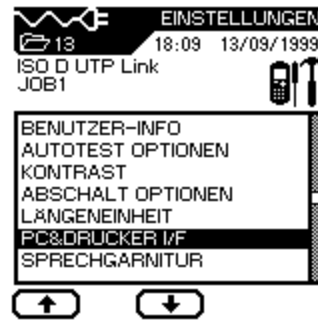 EINSTELLUNGEN
13 18:09 13/09/1999
ISO D UTP Link
JOB1
BENUTZER-INFO
AUTOTEST OPTIONEN
KONTRAST
ABSCHALT OPTIONEN
LÄNGENEINHEIT
PC&DRUCKER I/F
SPRECHGARNITUR